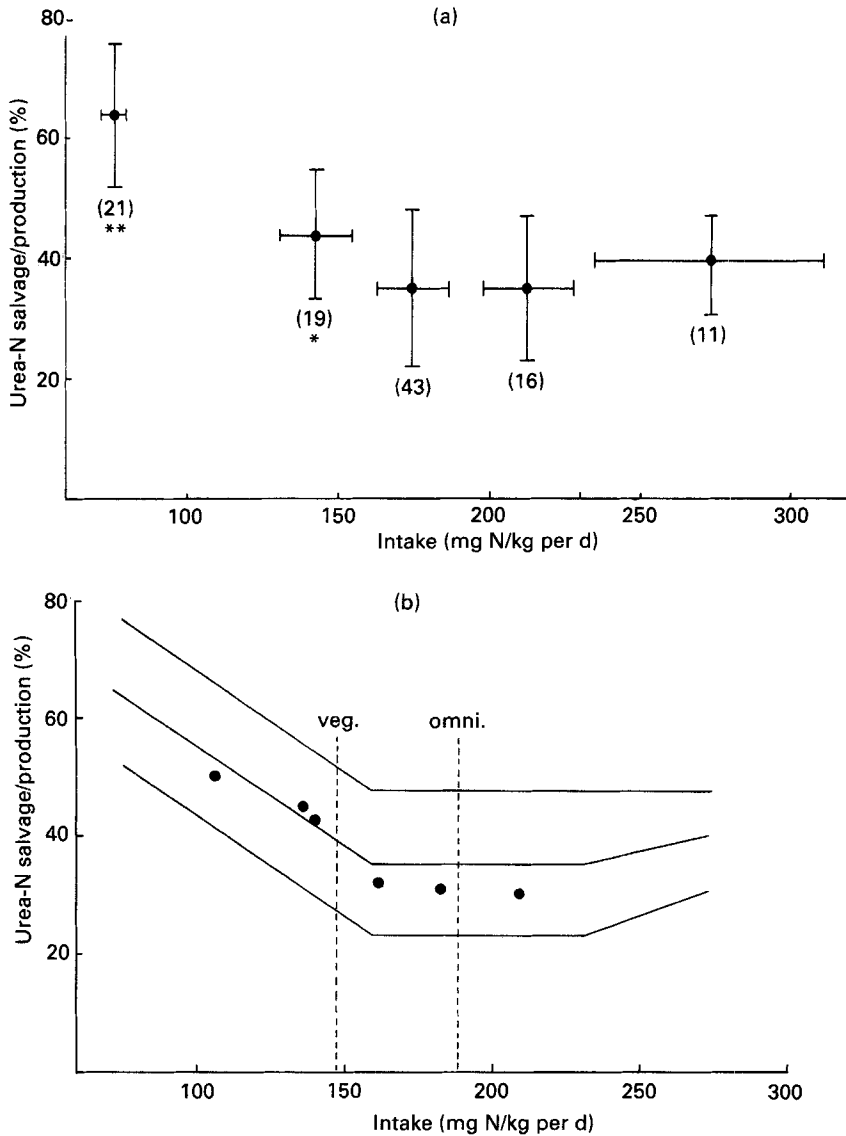 (a)
80
60
40
20
Urea-N salvage/production (%)
(21)
**
(19)
*
(43)
(16)
(11)
100 150 200 250 300
Intake (mg N/kg per d)
(b)
80
60
40
20
Urea-N salvage/production (%)
veg. omni.
100 150 200 250 300
Intake (mg N/kg per d)